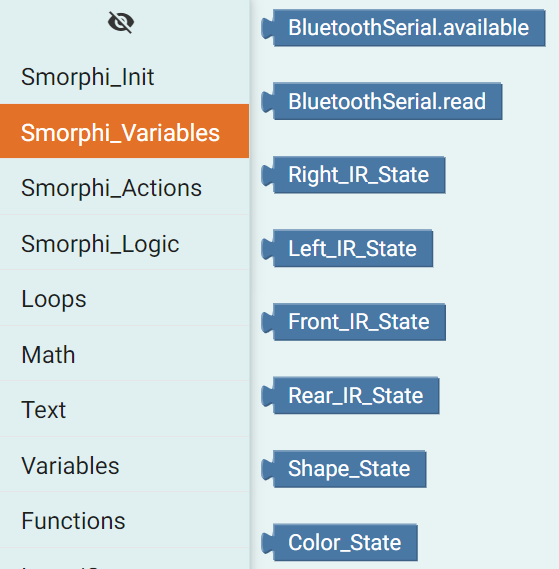 Smorphi_Init
Smorphi_Variables
Smorphi_Actions
Smorphi_Logic
Loops
Math
Text
Variables
Functions
BluetoothSerial.available
BluetoothSerial.read
Right_IR_State
Left_IR_State
Front_IR_State
Rear_IR_State
Shape_State
Color_State